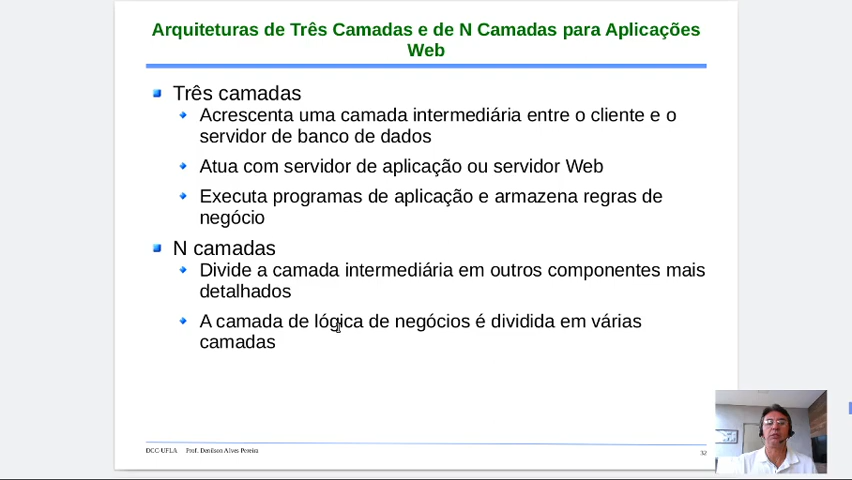 Arquiteturas de Três Camadas e de N Camadas para Aplicações
Web
Três camadas
Acrescenta uma camada intermediária entre o cliente e o
servidor de banco de dados
Atua com servidor de aplicação ou servidor Web
Executa programas de aplicação e armazena regras de
negócio
N camadas
Divide a camada intermediária em outros componentes mais
detalhados
A camada de lógica de negócios é dividida em várias
camadas
DCC-UFLA Prof. Denilson Alves Pereira
32